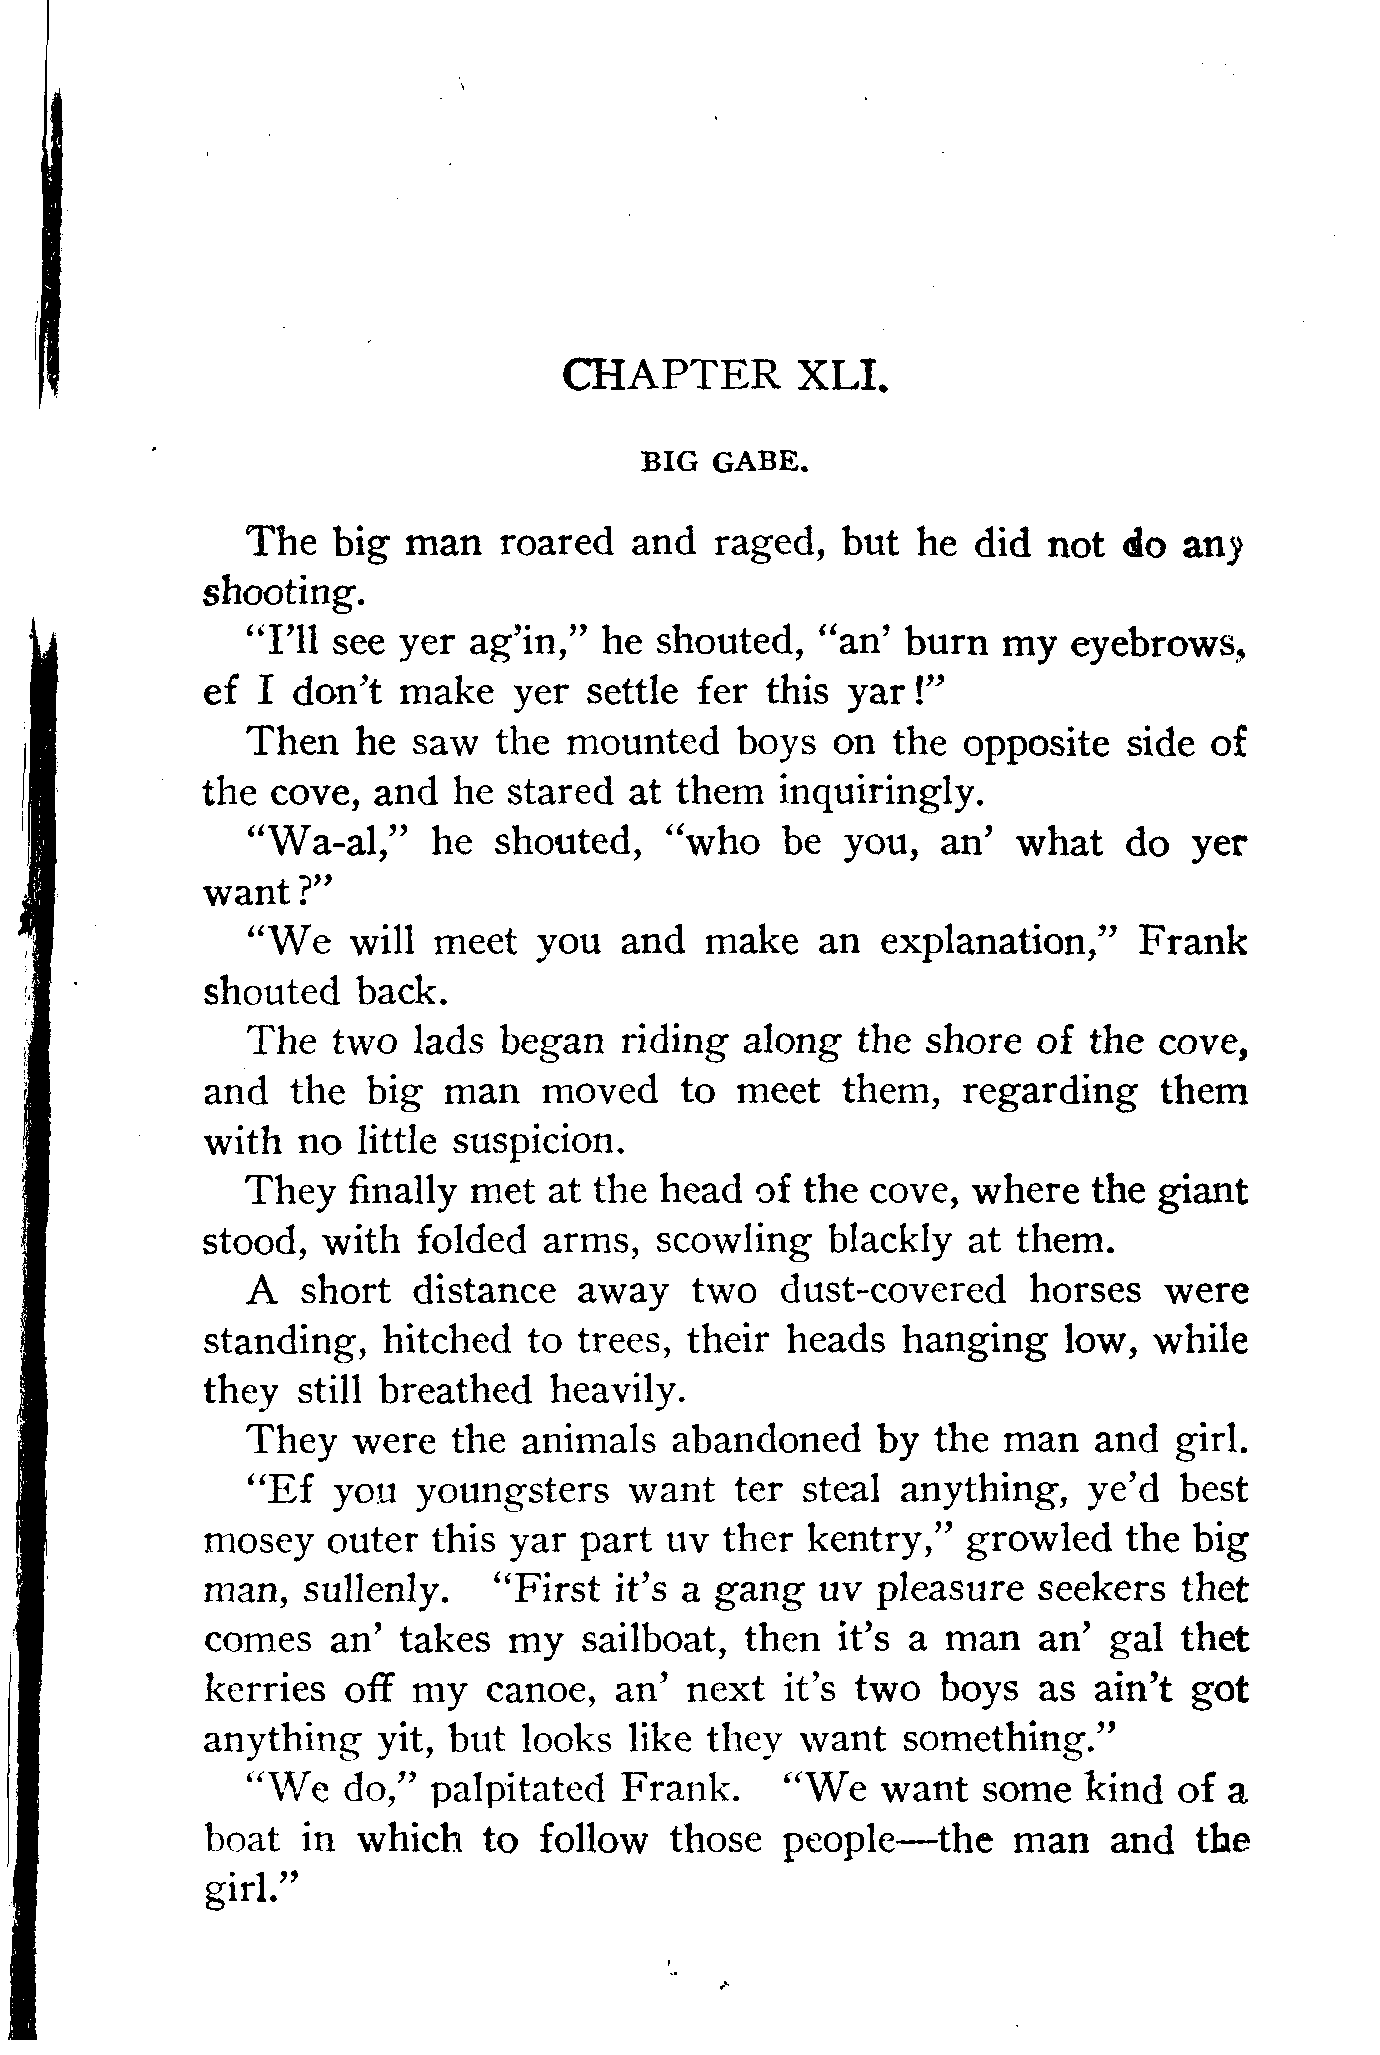 CHAPTER XLI.
BIG GABE.
The big man roared and raged, but he did not do any
shooting.
“I’ll see yer ag’in,” he shouted, “an’ burn my eyebrows,
ef I don’t make yer settle fer this yar!”
Then he saw the mounted boys on the opposite side of
the cove, and he stared at them inquiringly.
“Wa-al,” he shouted, “who be you, an’ what do yer
want?”
“We will meet you and make an explanation,” Frank
shouted back.
The two lads began riding along the shore of the cove,
and the big man moved to meet them, regarding them
with no little suspicion.
They finally met at the head of the cove, where the giant
stood, with folded arms, scowling blackly at them.
A short distance away two dust-covered horses were
standing, hitched to trees, their heads hanging low, while
they still breathed heavily.
They were the animals abandoned by the man and girl.
“Ef you youngsters want ter steal anything, ye’d best
mosey outer this yar part uv ther kentry,” growled the big
man, sullenly. “First it’s a gang uv pleasure seekers thet
comes an’ takes my sailboat, then it’s a man an’ gal thet
kerries off my canoe, an’ next it’s two boys as ain’t got
anything yit, but looks like they want something.”
“We do,” palpitated Frank. “We want some kind of a
boat in which to follow those people—the man and the
girl.”